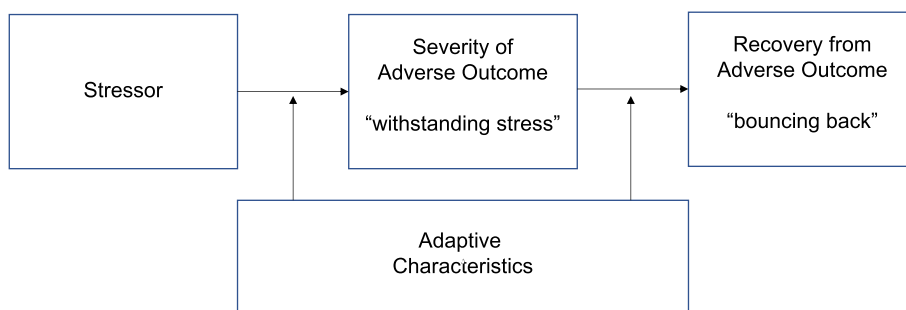 Stressor
Severity of
Adverse Outcome
“withstanding stress”
Recovery from
Adverse Outcome
“bouncing back”
Adaptive
Characteristics